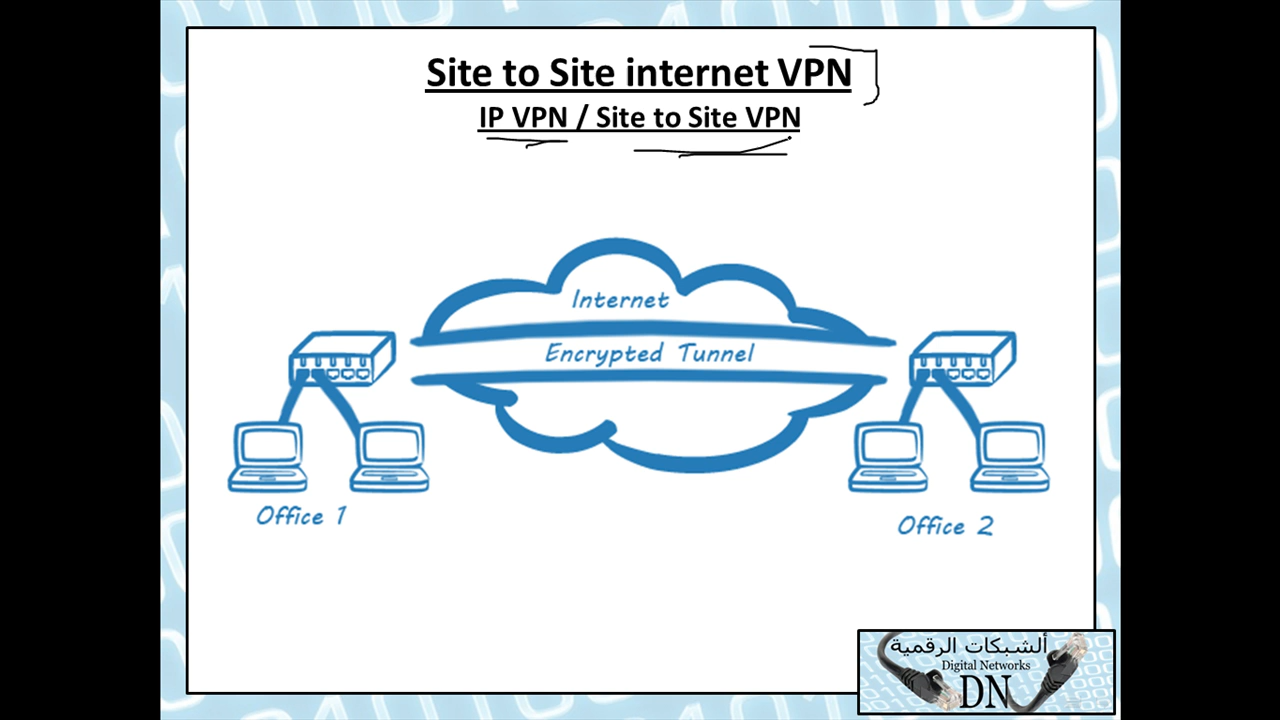 Site to Site internet VPN
IP VPN / Site to Site VPN
Internet
Encrypted Tunnel
Office 1
Office 2
ألشبكات الرقمية
Digital Networks
DN